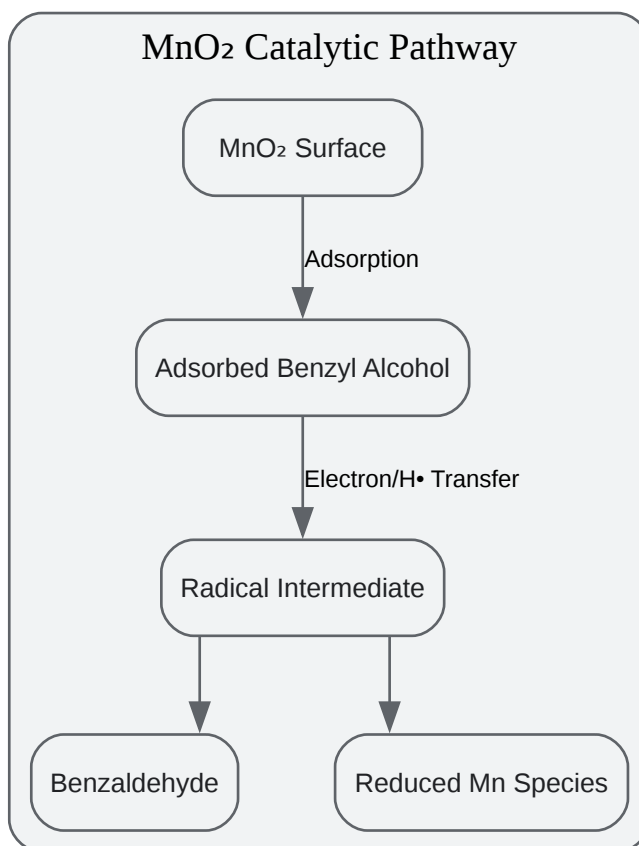 MnO₂ Catalytic Pathway
MnO₂ Surface
Adsorption
Adsorbed Benzyl Alcohol
Electron/H• Transfer
Radical Intermediate
Benzaldehyde
Reduced Mn Species